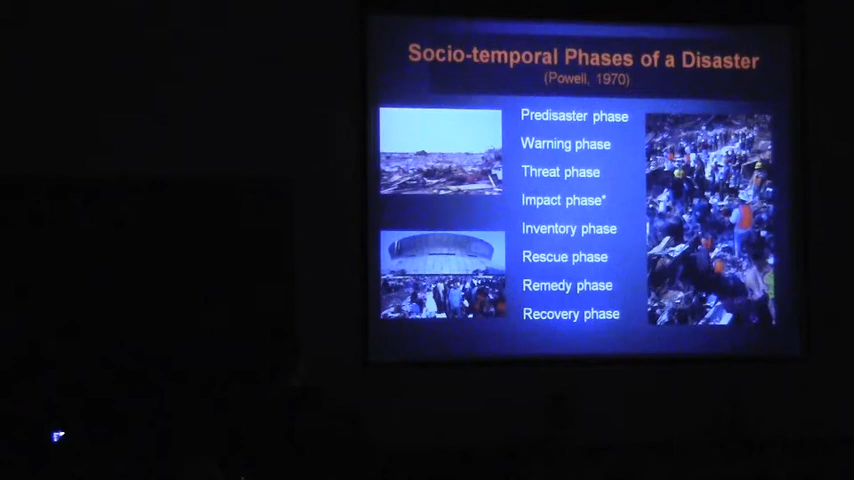 Socio-temporal Phases of a Disaster
(Powell, 1970)
Predisaster phase
Warning phase
Threat phase
Impact phase*
Inventory phase
Rescue phase
Remedy phase
Recovery phase